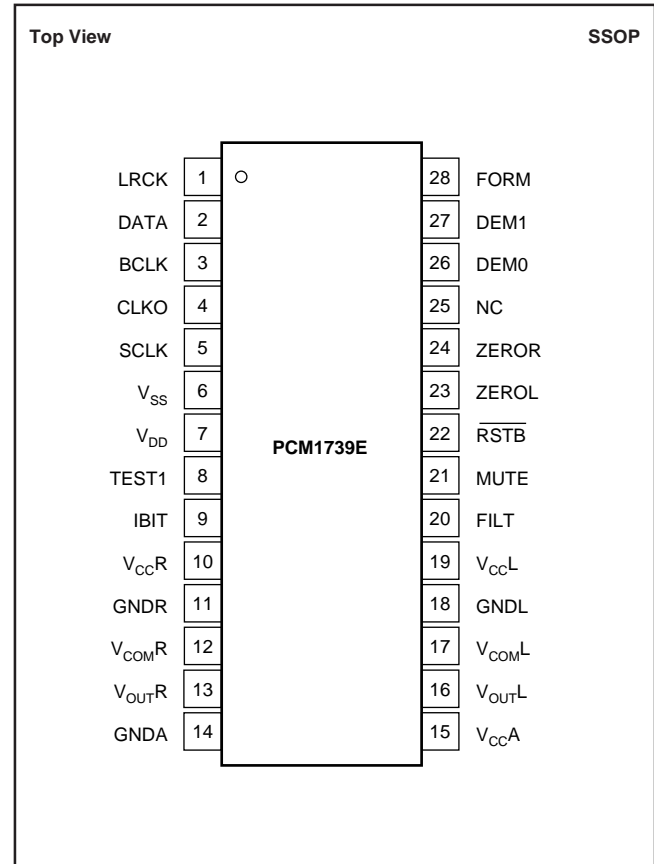 Top View SSOP
LRCK 1 28 FORM
DATA 2 27 DEM1
BCLK 3 26 DEM0
CLKO 4 25 NC
SCLK 5 24 ZEROR
VSS 6 23 ZEROL
VDD 7 22 RSTB
PCM1739E
TEST1 8 21 MUTE
IBIT 9 20 FILT
VCCR 10 19 VCCL
GNDR 11 18 GNDL
VCOMR 12 17 VCOML
VOUTR 13 16 VOUTL
GNDA 14 15 VCCA